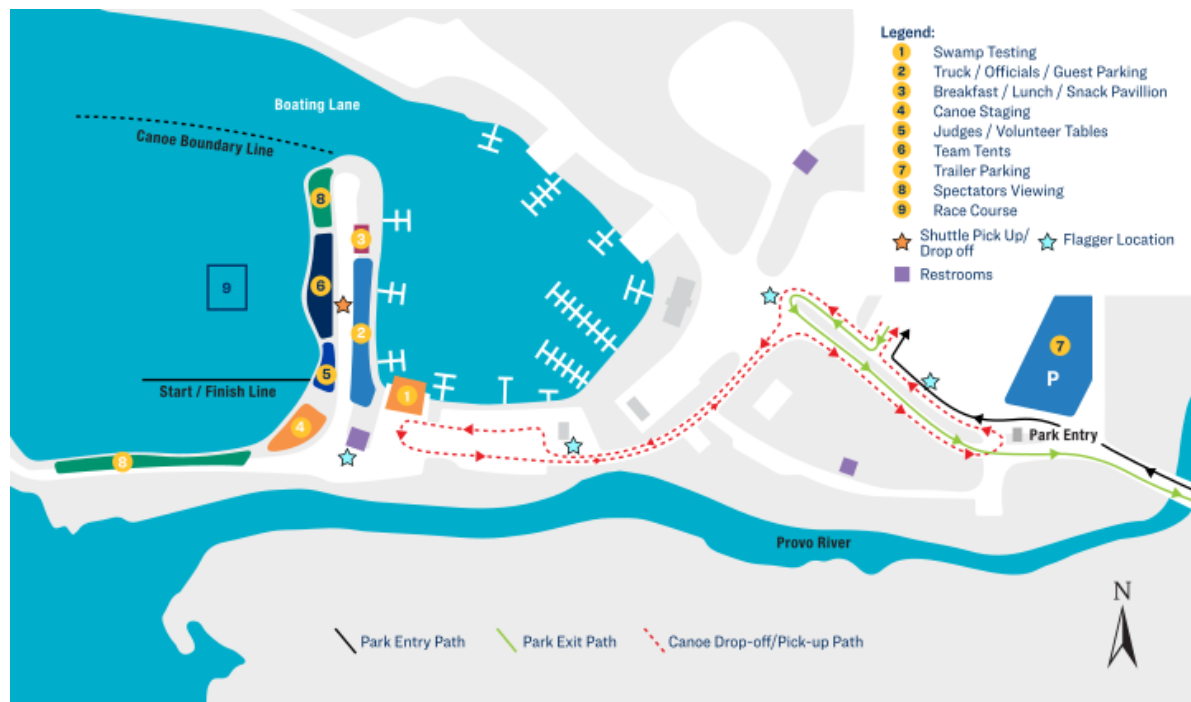 Legend:
1 Swamp Testing
2 Truck / Officials / Guest Parking
3 Breakfast / Lunch / Snack Pavillion
4 Canoe Staging
5 Judges / Volunteer Tables
6 Team Tents
7 Trailer Parking
8 Spectators Viewing
9 Race Course
Shuttle Pick Up/
Drop off
Flagger Location
Restrooms
Boating Lane
Canoe Boundary Line
8
3
9
6
2
7
P
5
Start / Finish Line
1
4
Park Entry
8
Provo River
N
Park Entry Path
Park Exit Path
Canoe Drop-off/Pick-up Path